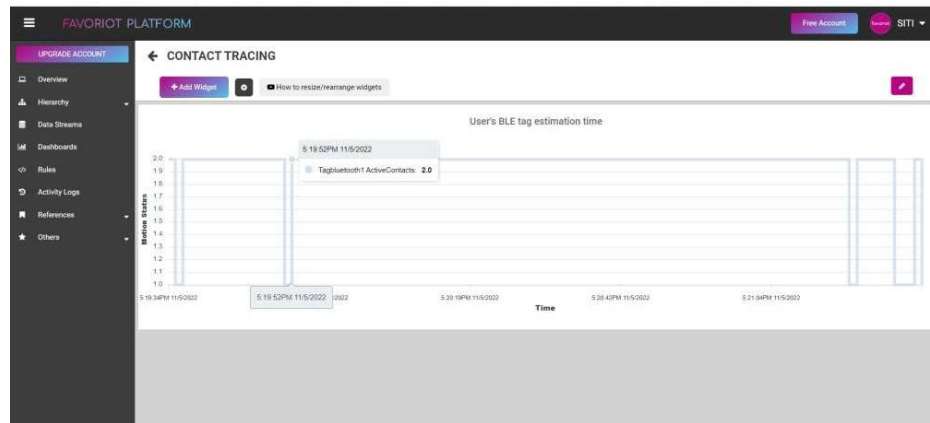 FAVORIOT PLATFORM
Free Account
SITI
UPGRADE ACCOUNT
Overview
Hierarchy
Data Streams
Dashboards
Rules
Activity Logs
References
Others
CONTACT TRACING
+ Add Widget
How to resize/rearrange widgets
User's BLE tag estimation time
5:19:52PM 11/5/2022
Tagbluetooth1 ActiveContacts: 2.0
Motion Status
2.0
1.9
1.8
1.7
1.6
1.5
1.4
1.3
1.2
1.1
1.0
5:19:34PM 11/5/2022
5:19:52PM 11/5/2022
/2022
5:20:19PM 11/5/2022
5:20:42PM 11/5/2022
5:21:04PM 11/5/2022
Time